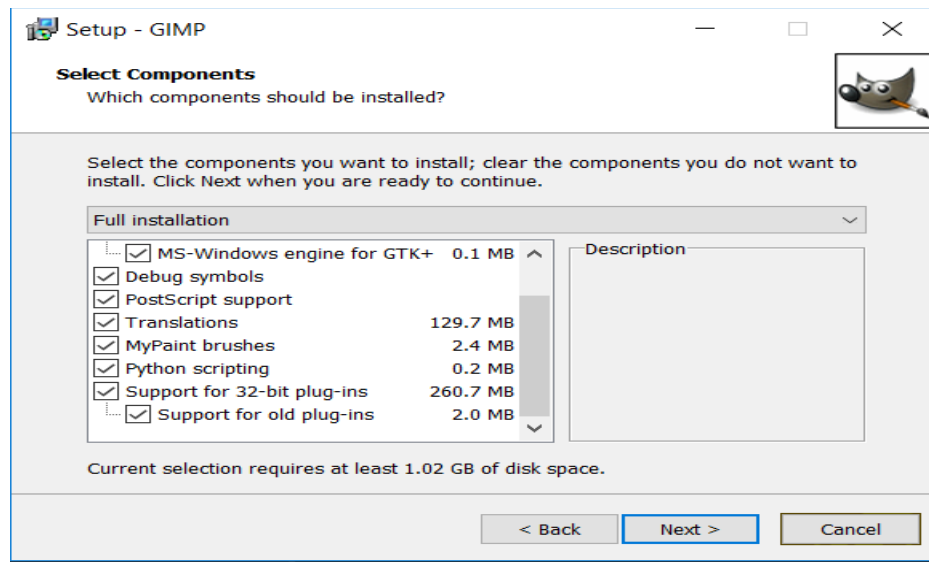 Setup - GIMP
Select Components
Which components should be installed?
Select the components you want to install; clear the components you do not want to
install. Click Next when you are ready to continue.
Full installation
MS-Windows engine for GTK+ 0.1 MB
Description
Debug symbols
PostScript support
Translations 129.7 MB
MyPaint brushes 2.4 MB
Python scripting 0.2 MB
Support for 32-bit plug-ins 260.7 MB
Support for old plug-ins 2.0 MB
Current selection requires at least 1.02 GB of disk space.
< Back Next > Cancel